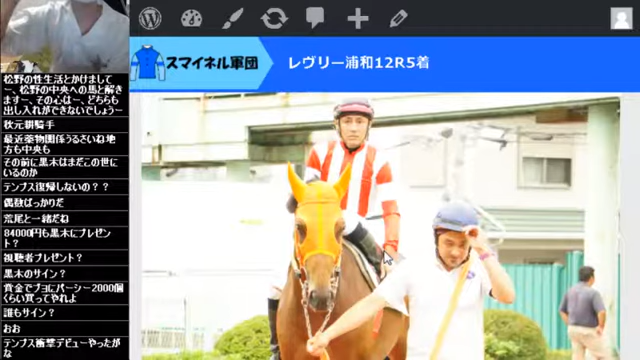 スマイネル軍団
レヴリー浦和12R5着
松野の性生活とかけまして
ー、松野の中央への馬と解き
ますー、その心はー、どちらも
出し入れができないでしょうー
秋元耕騎手
最近薬物関係うるさいね地
方も中央も
その前に黒木はまだこの世に
いるのか
テンプス復帰しないの？？
偶数ばっかりだ
荒尾と一緒だね
84000円も黒木にプレゼン
ト？
視聴者プレゼント？
黒木のサイン？
賞金でブヨにパーシー2000個
くらい買ってやれよ
誰もサイン？
おお
テンプス衝撃デビューやったが
な